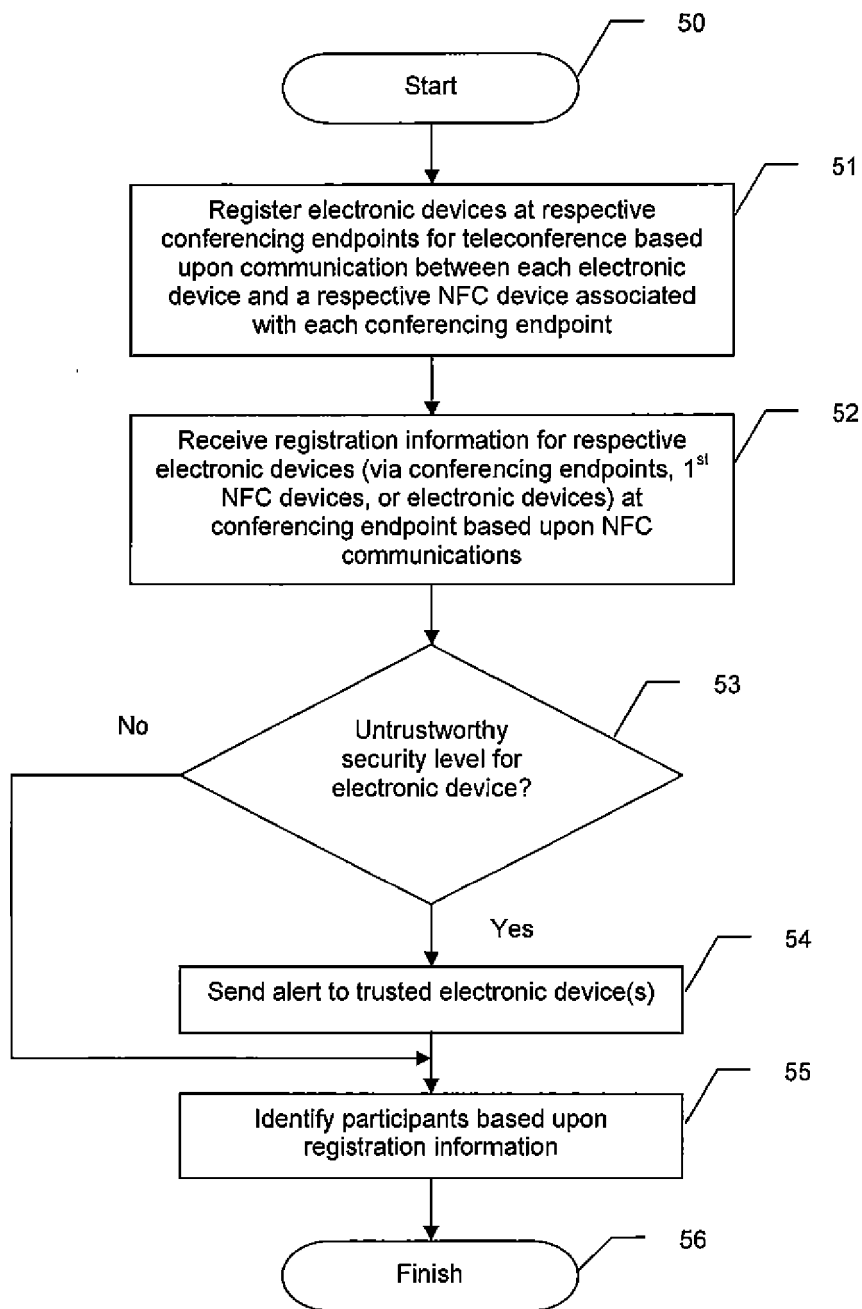 50
Start
51
Register electronic devices at respective
conferencing endpoints for teleconference based
upon communication between each electronic
device and a respective NFC device associated
with each conferencing endpoint
52
Receive registration information for respective
electronic devices (via conferencing endpoints, 1st
NFC devices, or electronic devices) at
conferencing endpoint based upon NFC
communications
53
No
Untrustworthy
security level for
electronic device?
Yes
54
Send alert to trusted electronic device(s)
55
Identify participants based upon
registration information
56
Finish